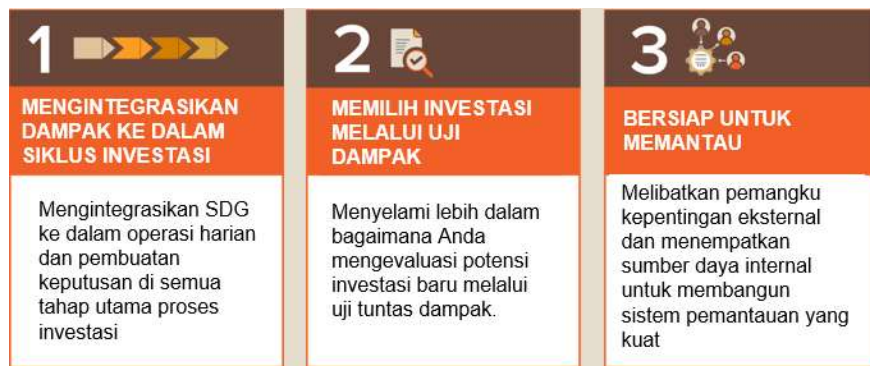 1
MENGINTEGRASIKAN
DAMPAK KE DALAM
SIKLUS INVESTASI
Mengintegrasikan SDG
ke dalam operasi harian
dan pembuatan
keputusan di semua
tahap utama proses
investasi
2
MEMILIH INVESTASI
MELALUI UJI
DAMPAK
Menyelami lebih dalam
bagaimana Anda
mengevaluasi potensi
investasi baru melalui
uji tuntas dampak.
3
BERSIAP UNTUK
MEMANTAU
Melibatkan pemangku
kepentingan eksternal
dan menempatkan
sumber daya internal
untuk membangun
sistem pemantauan yang
kuat